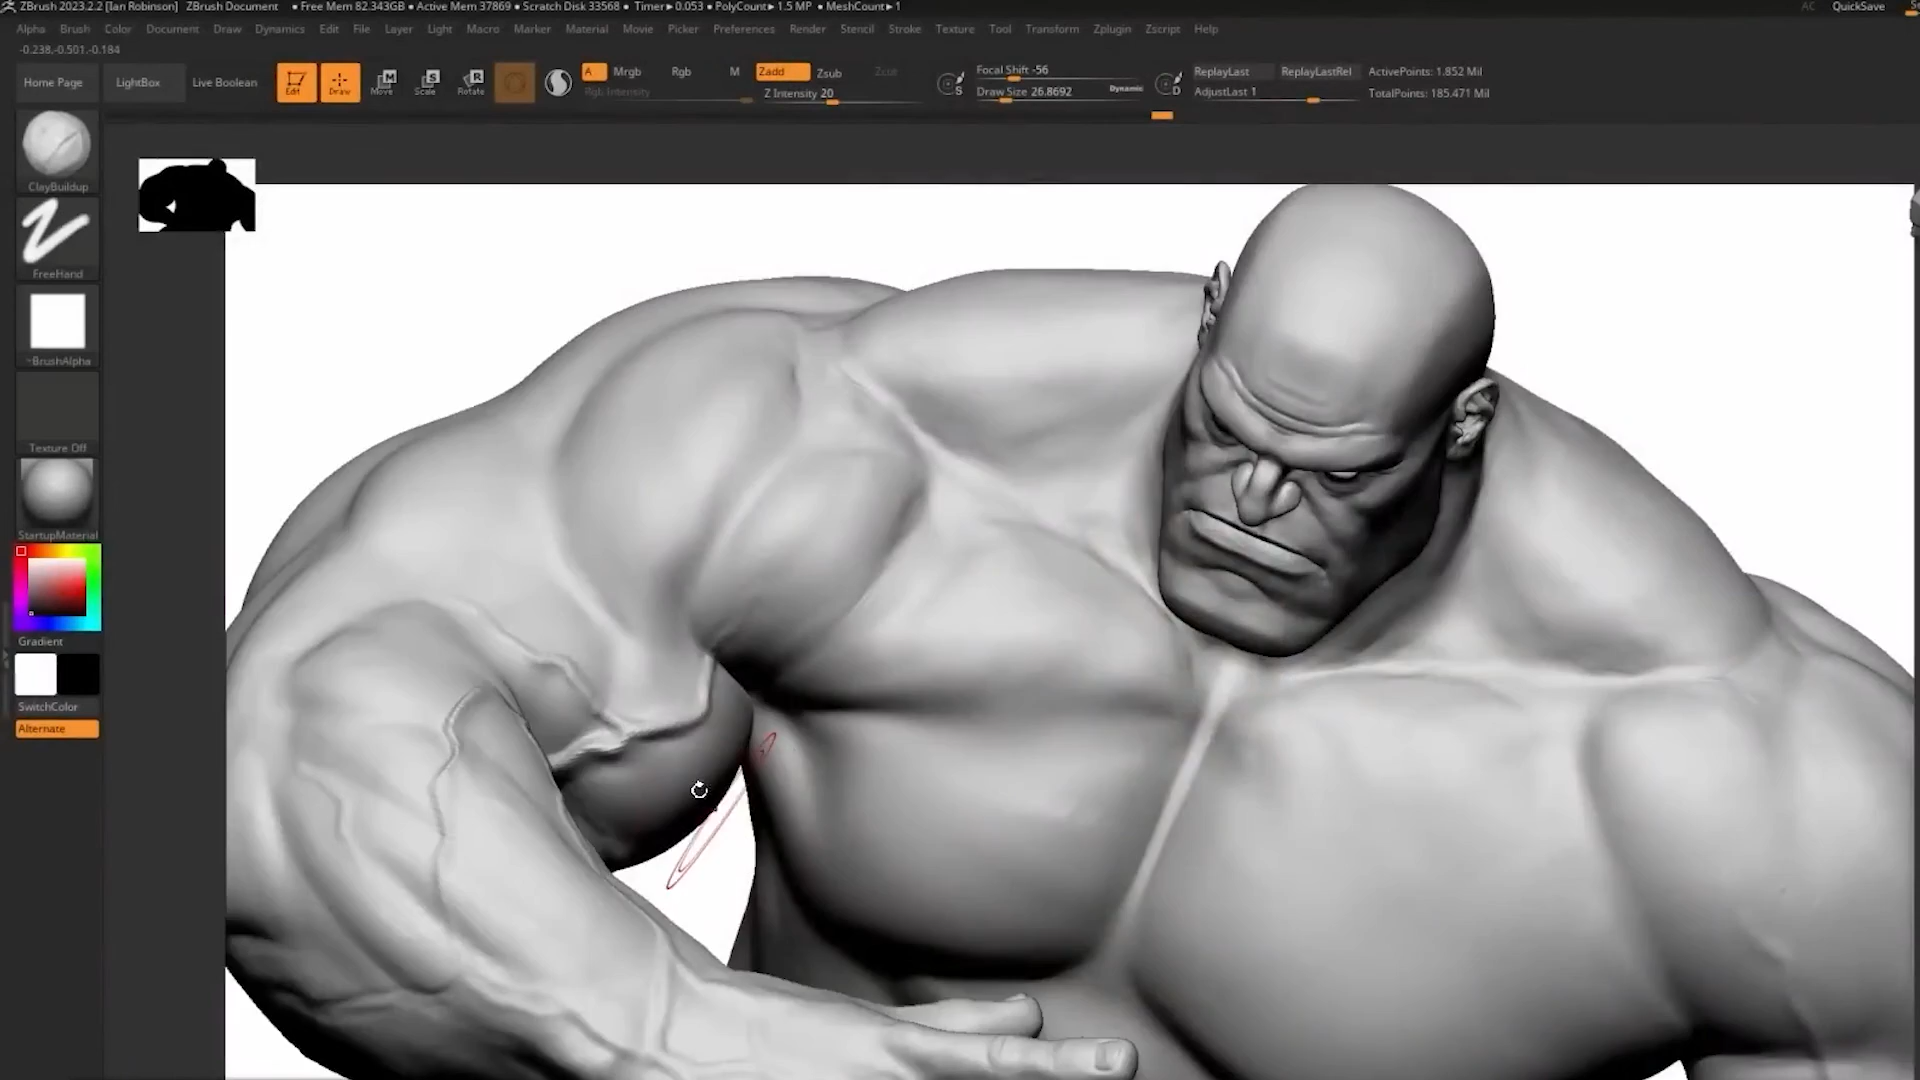 ZBrush 2023.2.2 [Ian Robinson] ZBrush Document • Free Mem 82.343GB • Active Mem 37869 • Scratch Disk 33568 • Timer▸0.053 • PolyCount▸1.5 MP • MeshCount▸1 AC QuickSave
Alpha Brush Color Document Draw Dynamics Edit File Layer Light Macro Marker Material Movie Picker Preferences Render Stencil Stroke Texture Tool Transform Zplugin Zscript Help
-0.238,-0.501,-0.184
Home Page LightBox Live Boolean Edit Draw Move Scale Rotate
A Mrgb Rgb M Zadd Zsub Zcut
Rgb Intensity Z Intensity 20
S Focal Shift -56
Draw Size 26.8692 Dynamic D
ReplayLast ReplayLastRel ActivePoints: 1.852 Mil
AdjustLast 1 TotalPoints: 185.471 Mil
ClayBuildup
FreeHand
~BrushAlpha
Texture Off
StartupMaterial
Gradient
SwitchColor
Alternate